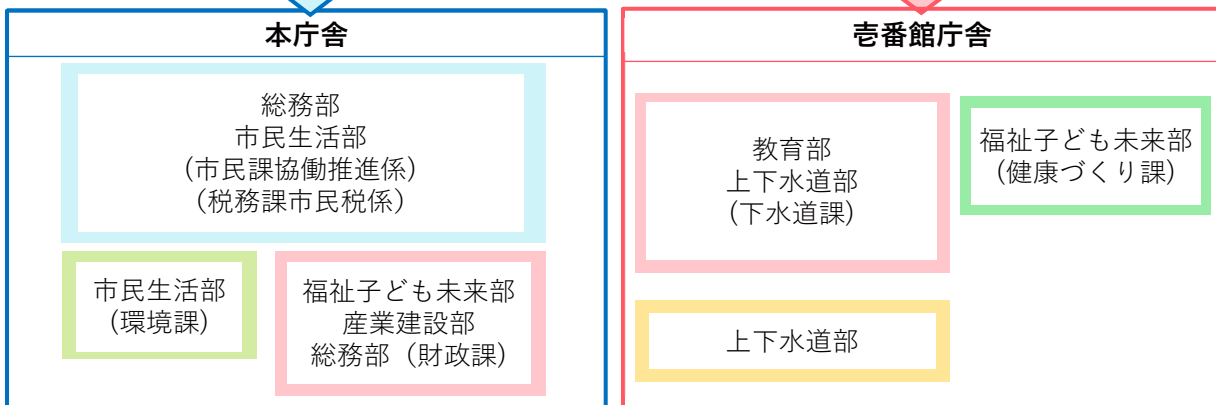 本庁舎
総務部
市民生活部
(市民課協働推進係)
(税務課市民税係)
市民生活部
(環境課)
福祉子ども未来部
産業建設部
総務部（財政課）
壱番館庁舎
教育部
上下水道部
(下水道課)
福祉子ども未来部
(健康づくり課)
上下水道部